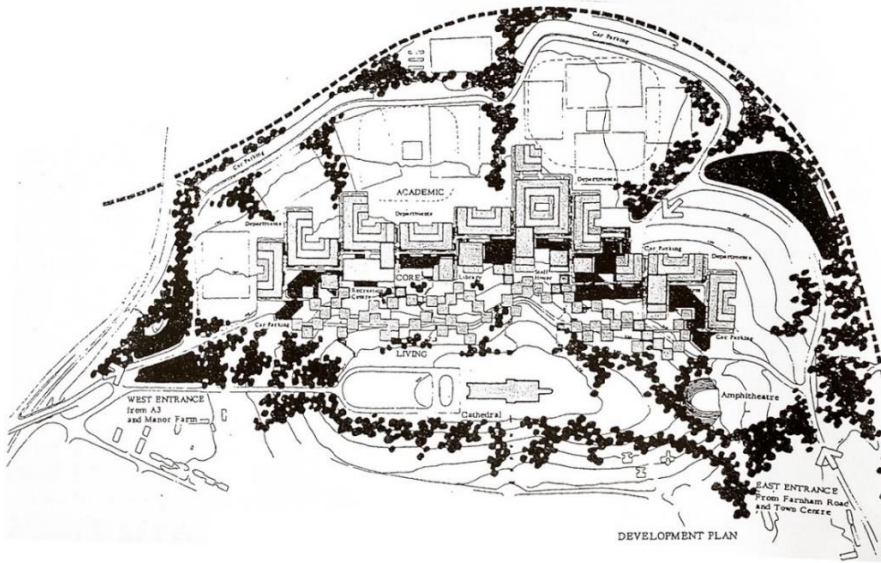 Car Parking
Car Parking
ACADEMIC
Departments
Departments
Departments
Car Parking
Departments
CORE
Library
Staff
House
Recreation
Centre
Car Parking
Car Parking
LIVING
WEST ENTRANCE
from A3
and Manor Farm
Cathedral
Amphitheatre
EAST ENTRANCE
From Farnham Road
and Town Centre
DEVELOPMENT PLAN